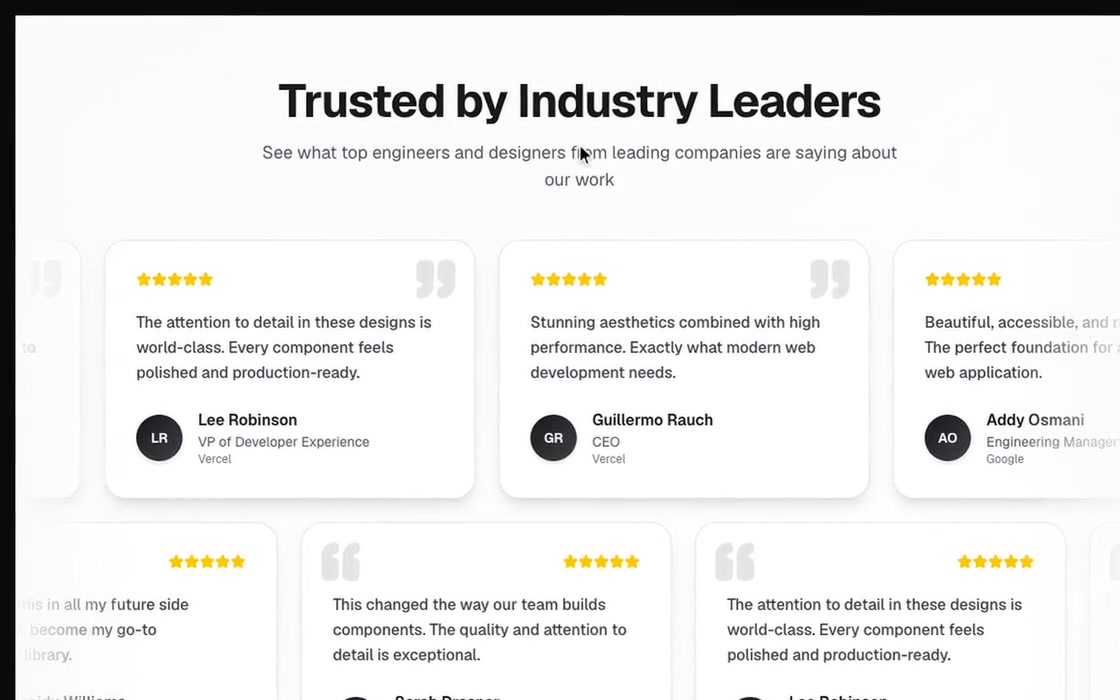 Trusted by Industry Leaders
See what top engineers and designers from leading companies are saying about
our work
to
The attention to detail in these designs is
world-class. Every component feels
polished and production-ready.
LR
Lee Robinson
VP of Developer Experience
Vercel
Stunning aesthetics combined with high
performance. Exactly what modern web
development needs.
GR
Guillermo Rauch
CEO
Vercel
Beautiful, accessible, and
The perfect foundation for
web application.
AO
Addy Osmani
Engineering Manager
Google
in all my future side
become my go-to
library.
Williams
This changed the way our team builds
components. The quality and attention to
detail is exceptional.
Sarah Drasner
The attention to detail in these designs is
world-class. Every component feels
polished and production-ready.
Lee Robinson